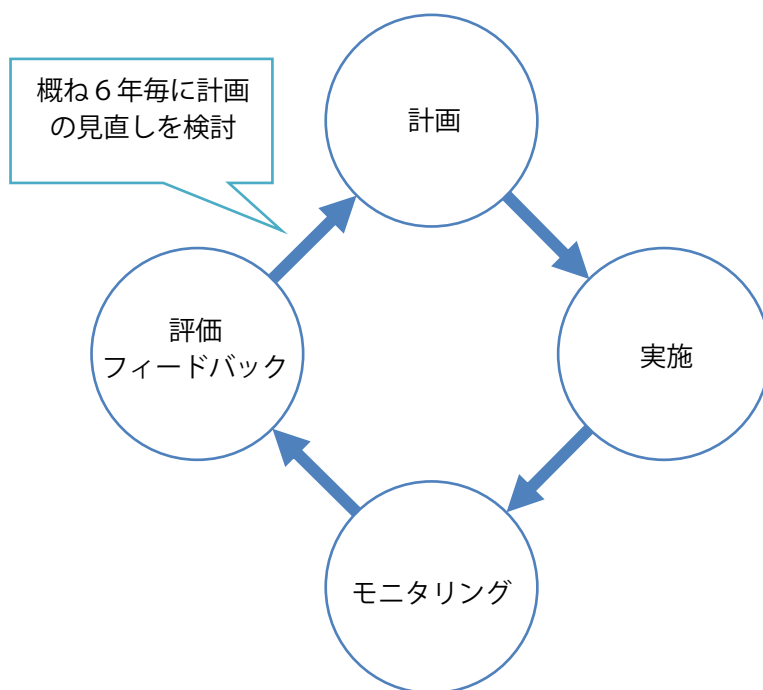 概ね６年毎に計画
の見直しを検討
計画
実施
モニタリング
評価
フィードバック